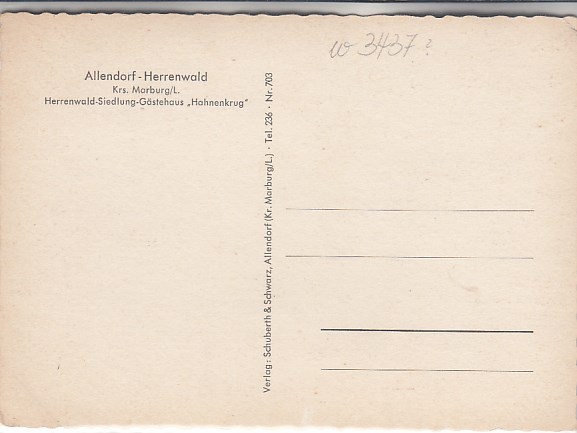 w 3437?
Allendorf - Herrenwald
Krs. Marburg/L.
Herrenwald-Siedlung-Gästehaus „Hahnenkrug"
Verlag: Schuberth & Schwarz, Allendorf (Kr. Marburg/L.) · Tel. 236 · Nr. 703